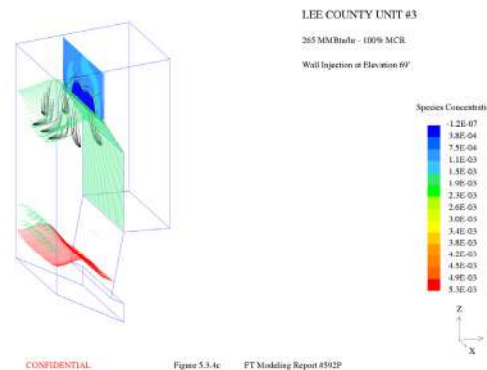 LEE COUNTY UNIT #3
265 MMBtu/hr - 100% MCR
Wall Injection at Elevation 69'
Species Concentrati
-1.2E-07
3.8E-04
7.5E-04
1.1E-03
1.5E-03
1.9E-03
2.3E-03
2.6E-03
3.0E-03
3.4E-03
3.8E-03
4.2E-03
4.5E-03
4.9E-03
5.3E-03
Z
X
CONFIDENTIAL
Figure 5.3.4c FT Modeling Report #592P